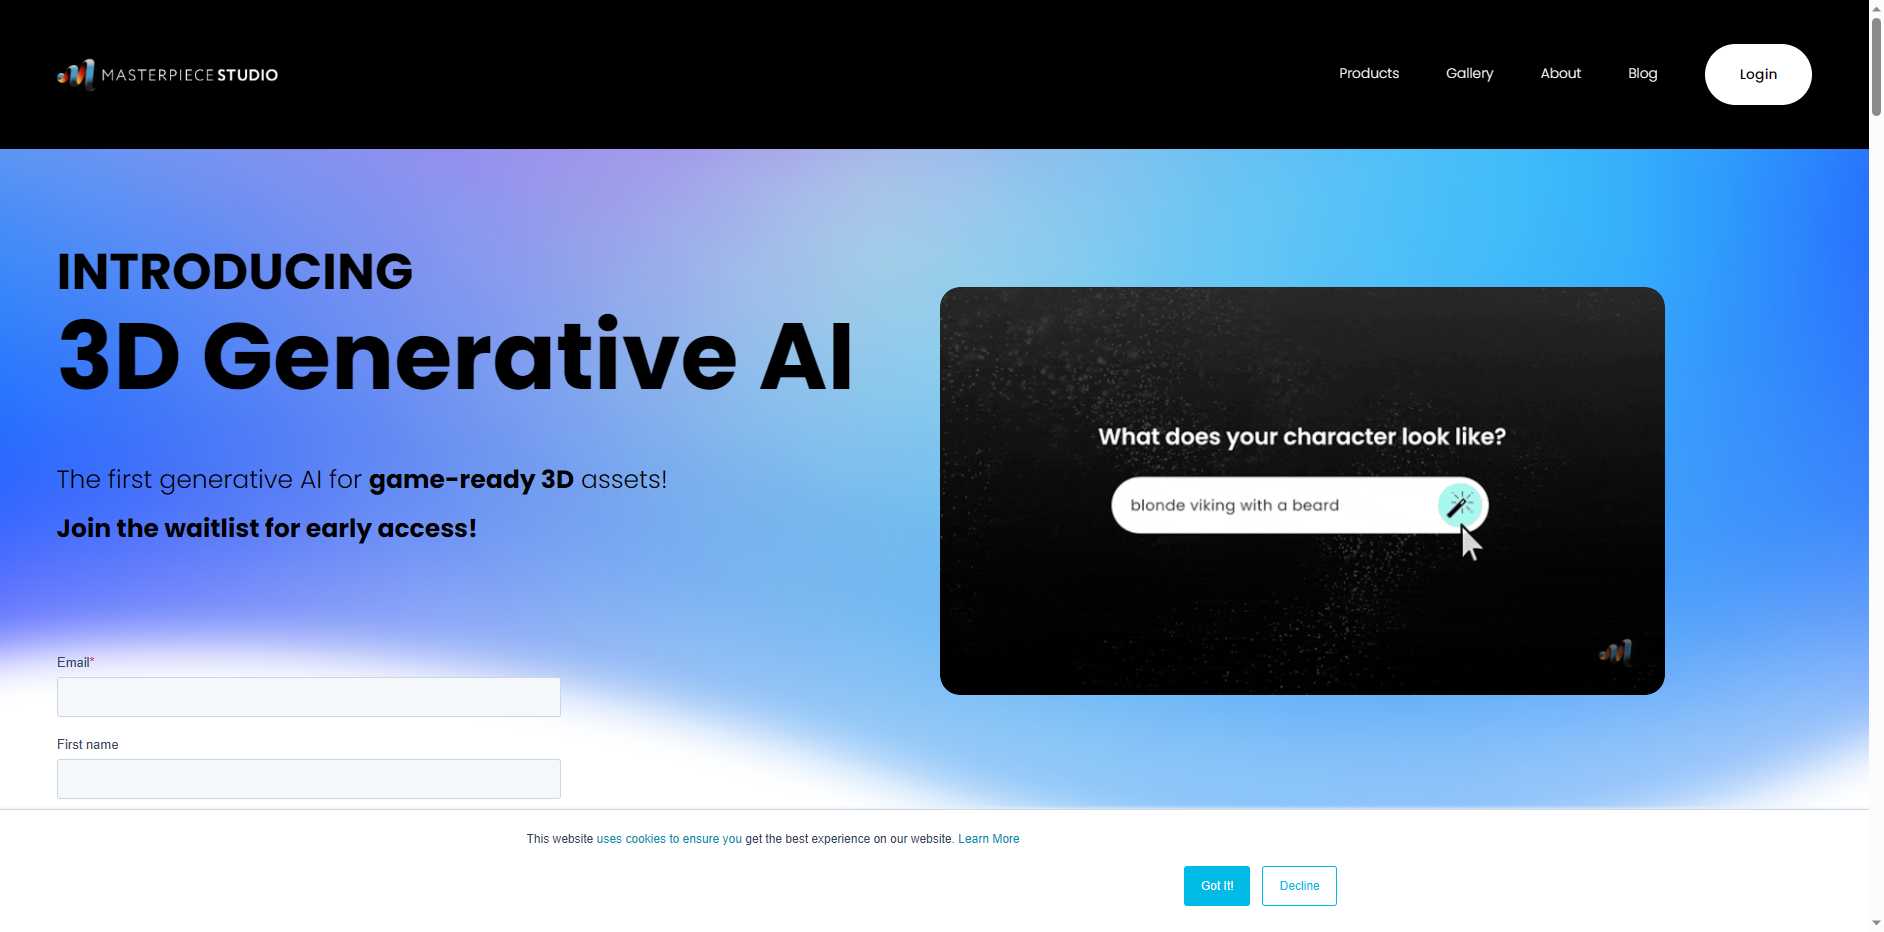 MASTERPIECE STUDIO
Products
Gallery
About
Blog
Login
INTRODUCING
3D Generative AI
The first generative AI for game-ready 3D assets!
Join the waitlist for early access!
What does your character look like?
blonde viking with a beard
Email*
First name
This website uses cookies to ensure you get the best experience on our website. Learn More
Got It!
Decline